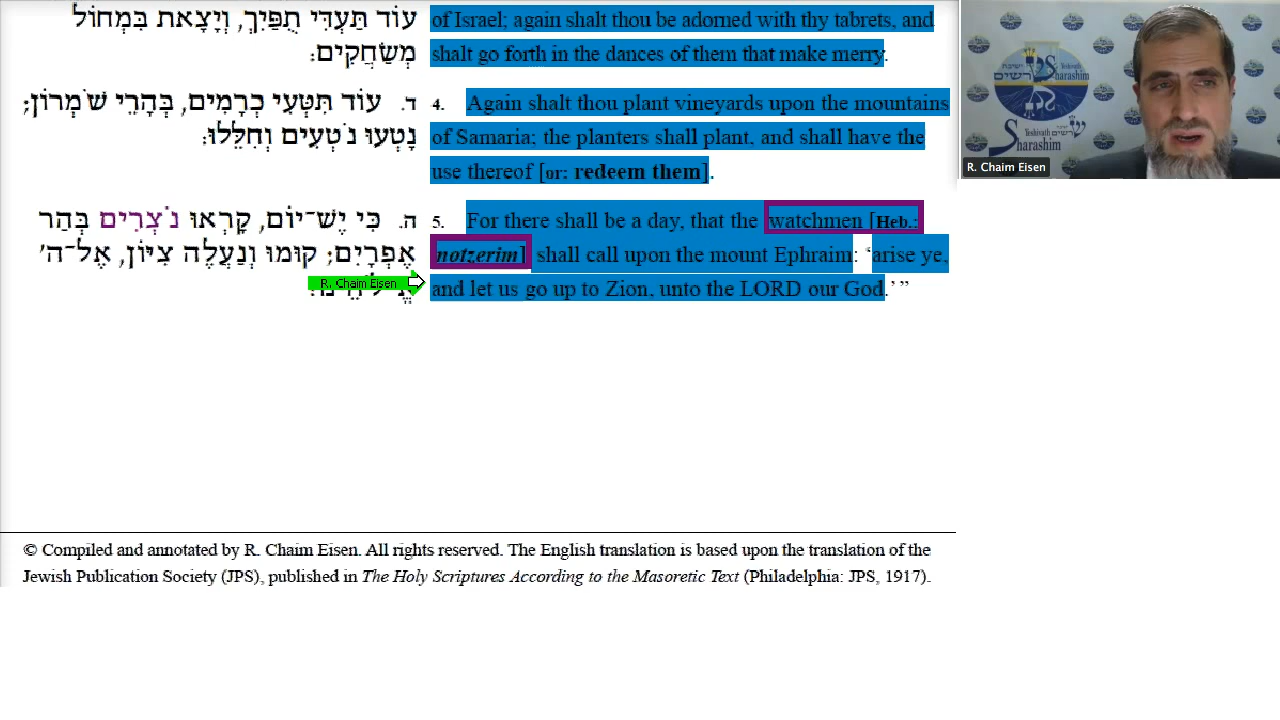 עוֹד תַּעְדִּי תֻפַּיִךְ, וְיָצָאת בִּמְחוֹל
מְשַׂחֲקִים:
of Israel; again shalt thou be adorned with thy tabrets, and
shalt go forth in the dances of them that make merry.
ד. עוֹד תִּטְּעִי כְרָמִים, בְּהָרֵי שֹׁמְרוֹן;
נָטְעוּ נֹטְעִים וְחִלֵּלוּ:
4. Again shalt thou plant vineyards upon the mountains
of Samaria; the planters shall plant, and shall have the
use thereof [or: redeem them].
ה. כִּי יֶשׁ־יוֹם, קָרְאוּ נֹצְרִים בְּהַר
אֶפְרָיִם; קוּמוּ וְנַעֲלֶה צִיּוֹן, אֶל־ה'
5. For there shall be a day, that the watchmen [Heb.:
notzerim] shall call upon the mount Ephraim: ‘arise ye,
and let us go up to Zion, unto the LORD our God.’”
R. Chaim Eisen
© Compiled and annotated by R. Chaim Eisen. All rights reserved. The English translation is based upon the translation of the
Jewish Publication Society (JPS), published in The Holy Scriptures According to the Masoretic Text (Philadelphia: JPS, 1917).
ישיבת
שרשים
Sharashim
Yeshivath
Sharashim
R. Chaim Eisen